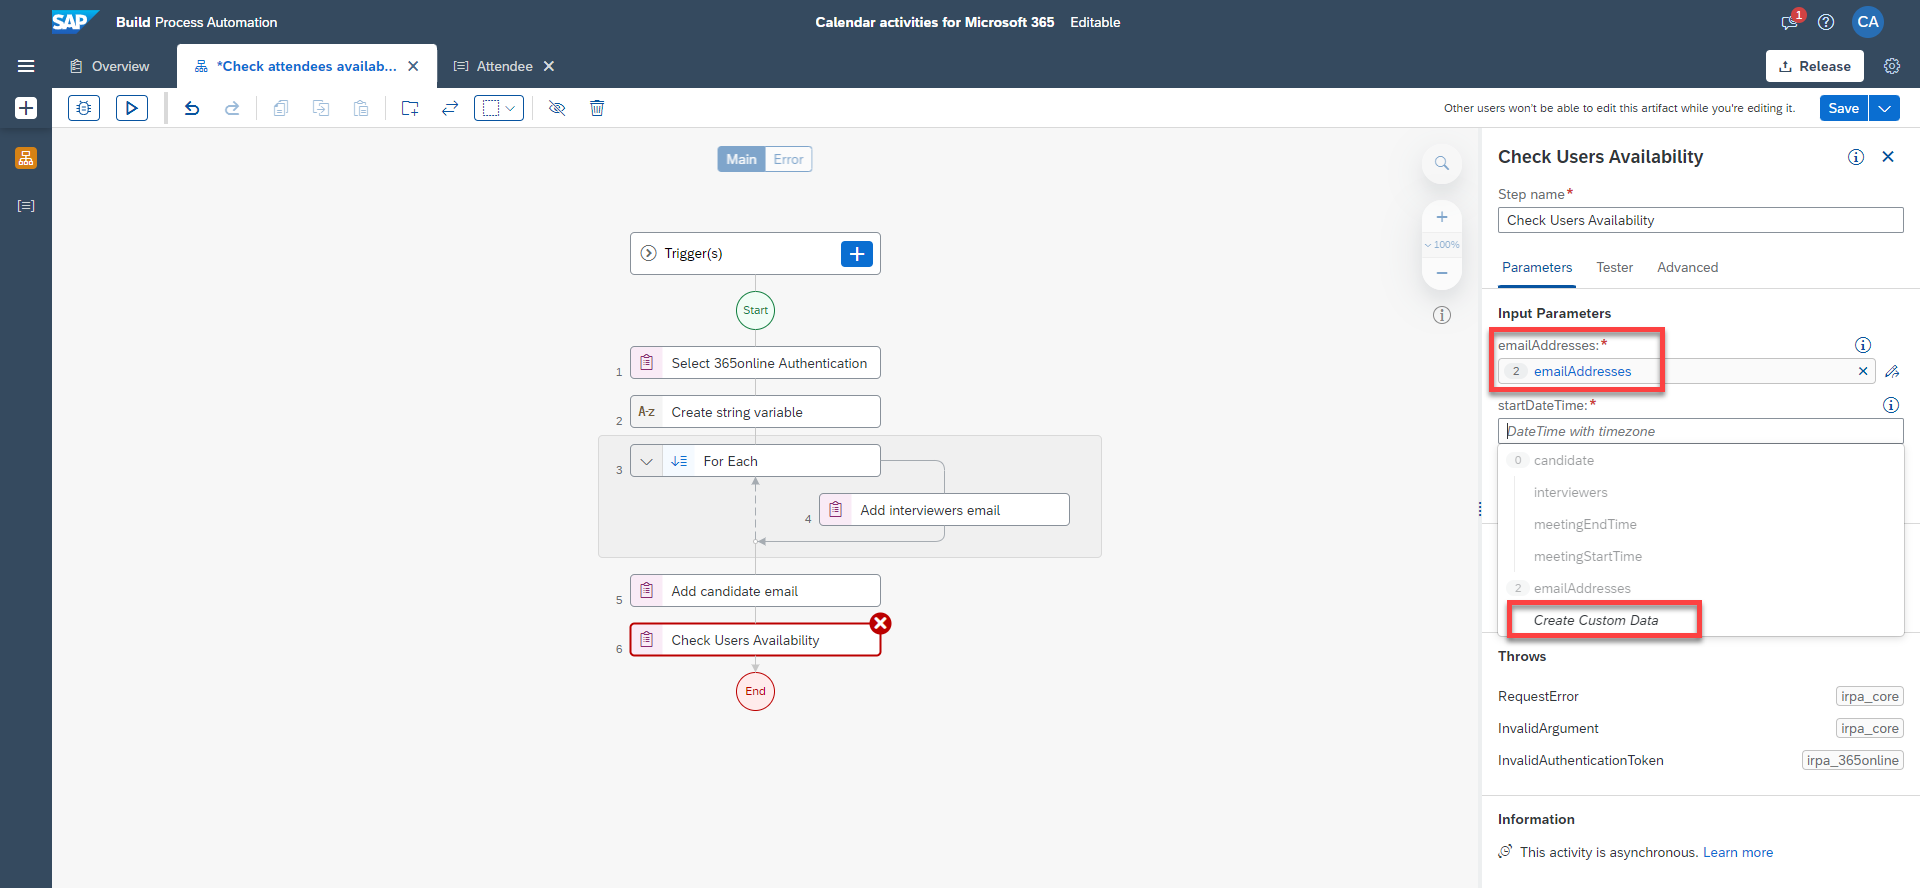 SAP Build Process Automation
Calendar activities for Microsoft 365 Editable
1
CA
Overview
*Check attendees availab...
Attendee
Release
Other users won't be able to edit this artifact while you're editing it.
Save
Main Error
Trigger(s)
Start
1 Select 365online Authentication
2 A-z Create string variable
3 For Each
4 Add interviewers email
5 Add candidate email
6 Check Users Availability
End
100%
Check Users Availability
Step name*
Check Users Availability
Parameters Tester Advanced
Input Parameters
emailAddresses:*
2 emailAddresses
startDateTime:*
DateTime with timezone
0 candidate
interviewers
meetingEndTime
meetingStartTime
2 emailAddresses
Create Custom Data
Throws
RequestError irpa_core
InvalidArgument irpa_core
InvalidAuthenticationToken irpa_365online
Information
This activity is asynchronous. Learn more